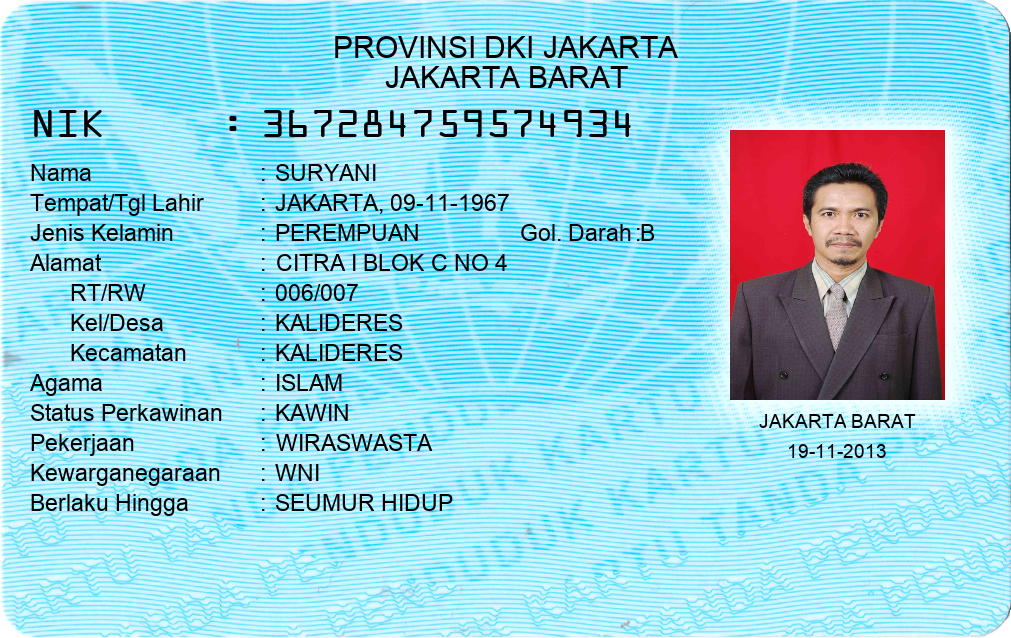 PROVINSI DKI JAKARTA
JAKARTA BARAT
NIK : 3672847595749​34
Nama : SURYANI
Tempat/Tgl Lahir : JAKARTA, 09-11-1967
Jenis Kelamin : PEREMPUAN Gol. Darah :B
Alamat : CITRA I BLOK C NO 4
RT/RW : 006/007
Kel/Desa : KALIDERES
Kecamatan : KALIDERES
Agama : ISLAM
Status Perkawinan : KAWIN
Pekerjaan : WIRASWASTA
Kewarganegaraan : WNI
Berlaku Hingga : SEUMUR HIDUP
JAKARTA BARAT
19-11-2013